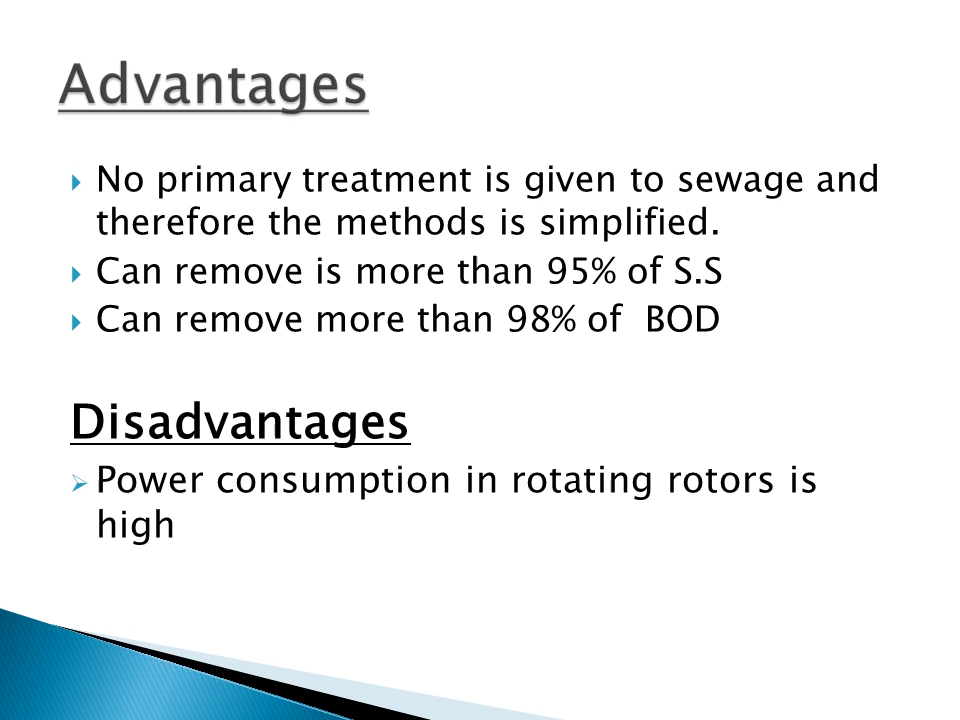 Advantages
No primary treatment is given to sewage and
therefore the methods is simplified.
Can remove is more than 95% of S.S
Can remove more than 98% of  BOD
Disadvantages
Power consumption in rotating rotors is
high